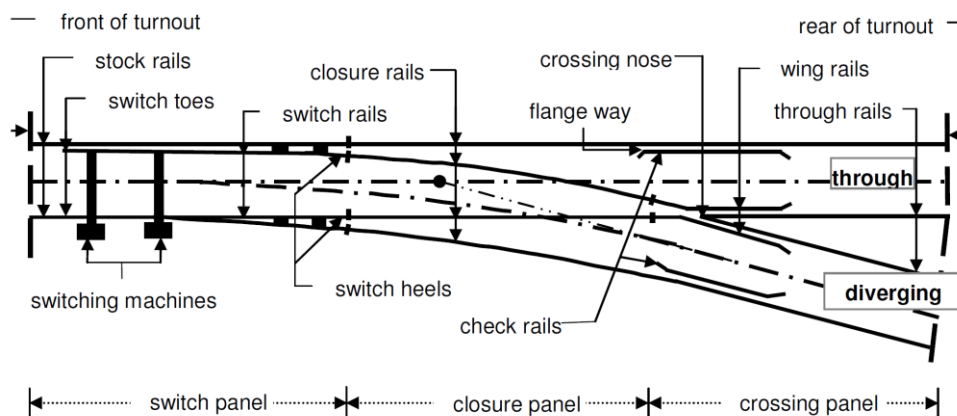 front of turnout
rear of turnout
stock rails
closure rails
crossing nose
wing rails
switch toes
switch rails
flange way
through rails
through
switching machines
switch heels
check rails
diverging
switch panel
closure panel
crossing panel